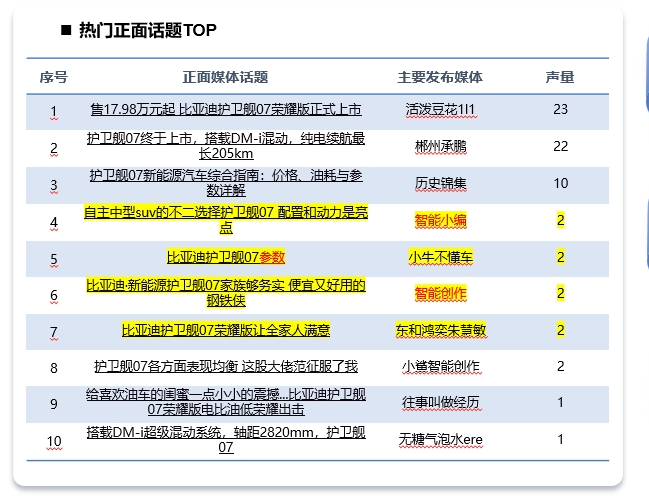 ■ 热门正面话题TOP
序号 正面媒体话题 主要发布媒体 声量
1 售17.98万元起 比亚迪护卫舰07荣耀版正式上市 活泼豆花1l1 23
2 护卫舰07终于上市，搭载DM-i混动，纯电续航最
长205km 郴州承鹏 22
3 护卫舰07新能源汽车综合指南：价格、油耗与参
数详解 历史锦集 10
4 自主中型suv的不二选择护卫舰07 配置和动力是亮
点 智能小编 2
5 比亚迪护卫舰07参数 小牛不懂车 2
6 比亚迪·新能源护卫舰07家族够务实 便宜又好用的
钢铁侠 智能创作 2
7 比亚迪护卫舰07荣耀版让全家人满意 东和鸿奕朱慧敏 2
8 护卫舰07各方面表现均衡 这股大佬范征服了我 小鲨智能创作 2
9 给喜欢油车的闺蜜一点小小的震撼...比亚迪护卫舰
07荣耀版电比油低荣耀出击 往事叫做经历 1
10 搭载DM-i超级混动系统，轴距2820mm，护卫舰
07 无糖气泡水ere 1